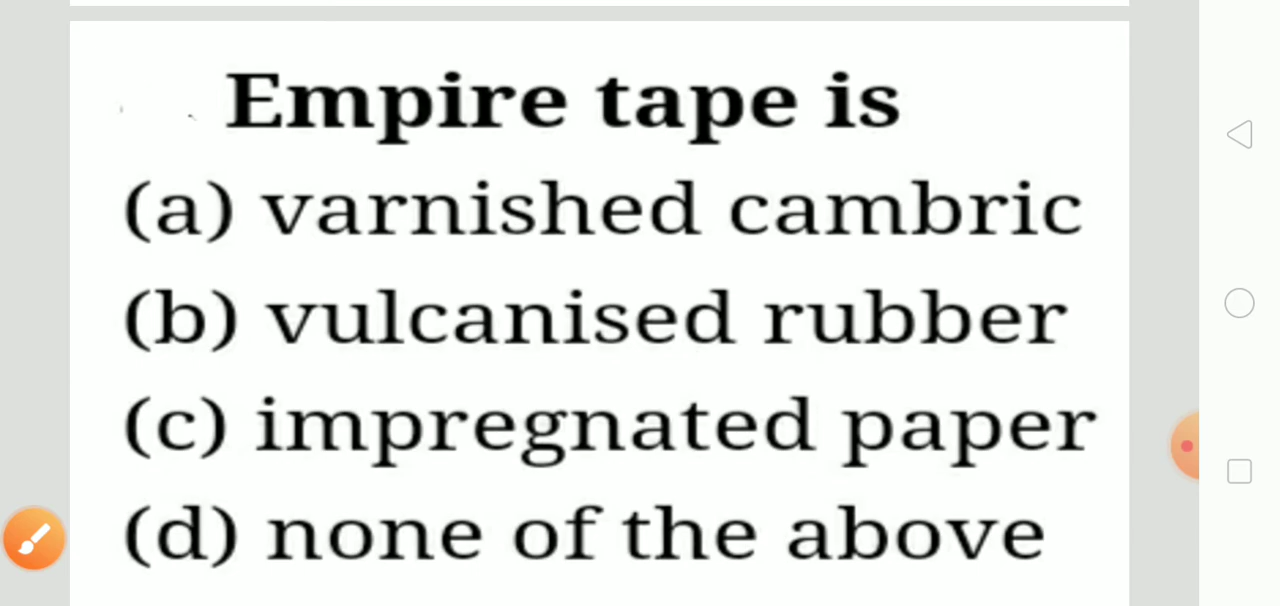 Empire tape is
(a) varnished cambric
(b) vulcanised rubber
(c) impregnated paper
(d) none of the above